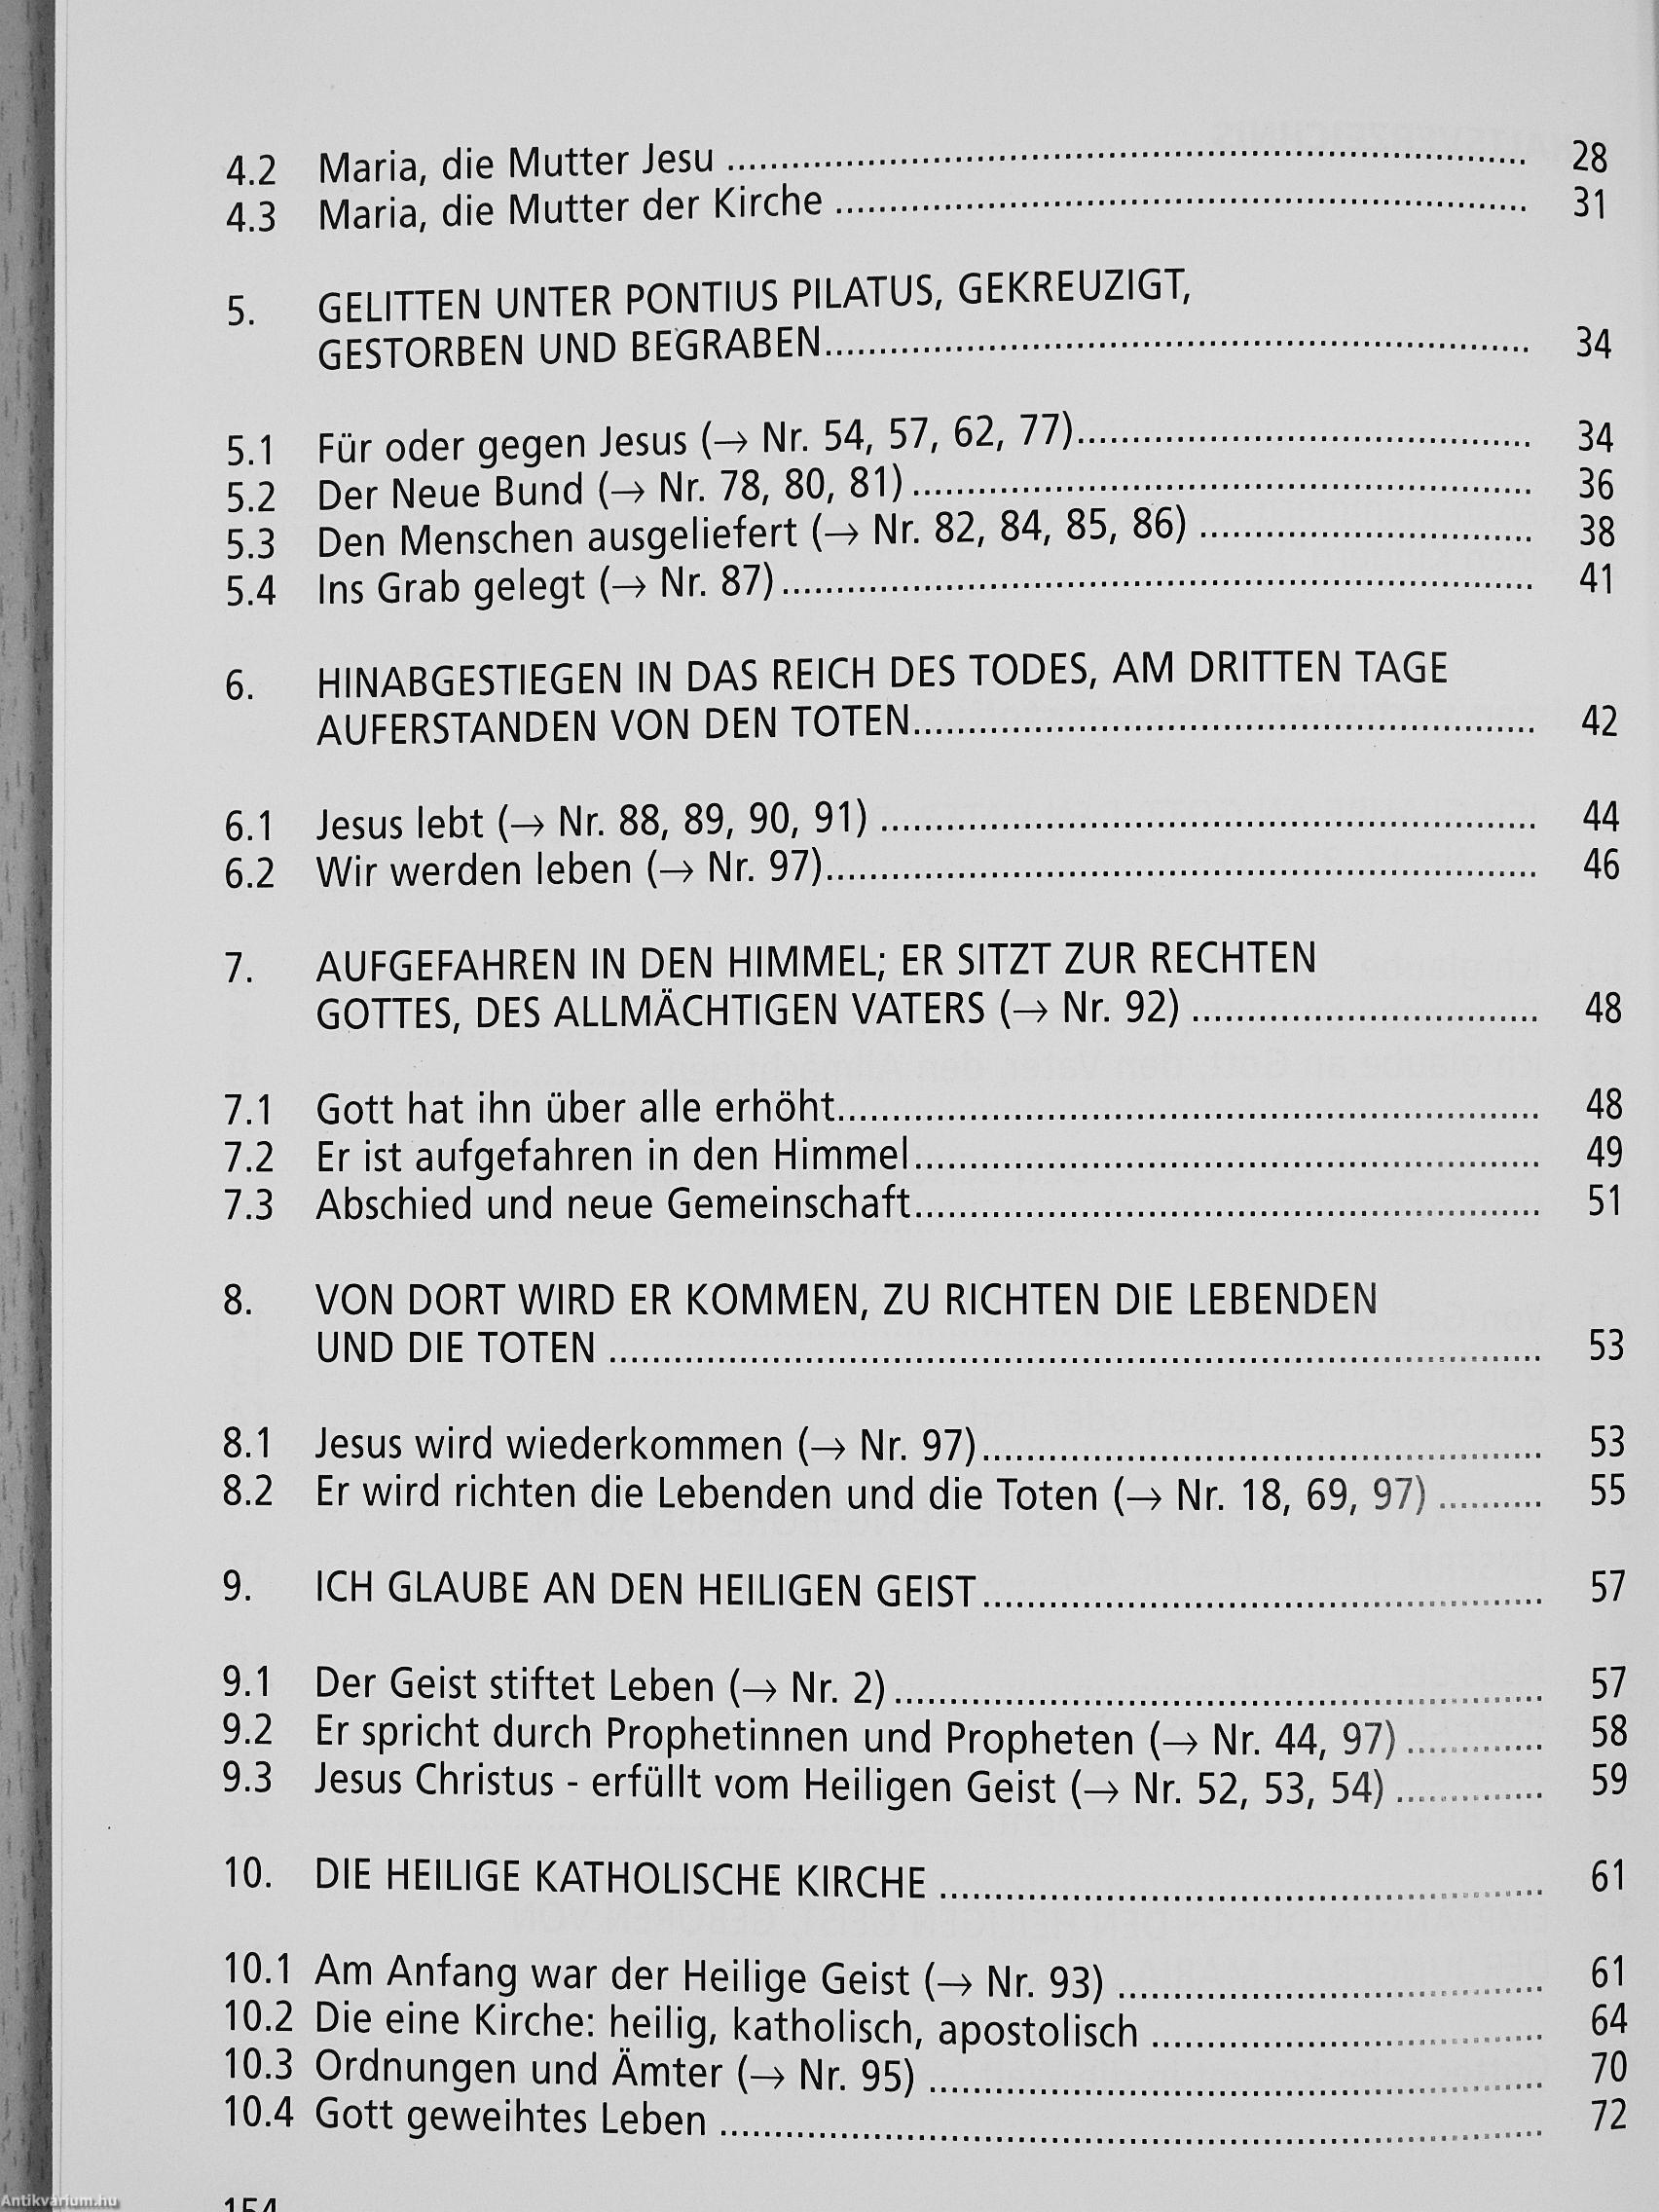 4.2 Maria, die Mutter Jesu ........ 28
4.3 Maria, die Mutter der Kirche ........ 31
5. GELITTEN UNTER PONTIUS PILATUS, GEKREUZIGT,
GESTORBEN UND BEGRABEN ........ 34
5.1 Für oder gegen Jesus (→ Nr. 54, 57, 62, 77) ........ 34
5.2 Der Neue Bund (→ Nr. 78, 80, 81) ........ 36
5.3 Den Menschen ausgeliefert (→ Nr. 82, 84, 85, 86) ........ 38
5.4 Ins Grab gelegt (→ Nr. 87) ........ 41
6. HINABGESTIEGEN IN DAS REICH DES TODES, AM DRITTEN TAGE
AUFERSTANDEN VON DEN TOTEN ........ 42
6.1 Jesus lebt (→ Nr. 88, 89, 90, 91) ........ 44
6.2 Wir werden leben (→ Nr. 97) ........ 46
7. AUFGEFAHREN IN DEN HIMMEL; ER SITZT ZUR RECHTEN
GOTTES, DES ALLMÄCHTIGEN VATERS (→ Nr. 92) ........ 48
7.1 Gott hat ihn über alle erhöht ........ 48
7.2 Er ist aufgefahren in den Himmel ........ 49
7.3 Abschied und neue Gemeinschaft ........ 51
8. VON DORT WIRD ER KOMMEN, ZU RICHTEN DIE LEBENDEN
UND DIE TOTEN ........ 53
8.1 Jesus wird wiederkommen (→ Nr. 97) ........ 53
8.2 Er wird richten die Lebenden und die Toten (→ Nr. 18, 69, 97) ........ 55
9. ICH GLAUBE AN DEN HEILIGEN GEIST ........ 57
9.1 Der Geist stiftet Leben (→ Nr. 2) ........ 57
9.2 Er spricht durch Prophetinnen und Propheten (→ Nr. 44, 97) ........ 58
9.3 Jesus Christus - erfüllt vom Heiligen Geist (→ Nr. 52, 53, 54) ........ 59
10. DIE HEILIGE KATHOLISCHE KIRCHE ........ 61
10.1 Am Anfang war der Heilige Geist (→ Nr. 93) ........ 61
10.2 Die eine Kirche: heilig, katholisch, apostolisch ........ 64
10.3 Ordnungen und Ämter (→ Nr. 95) ........ 70
10.4 Gott geweihtes Leben ........ 72
154
Antikvarium.hu